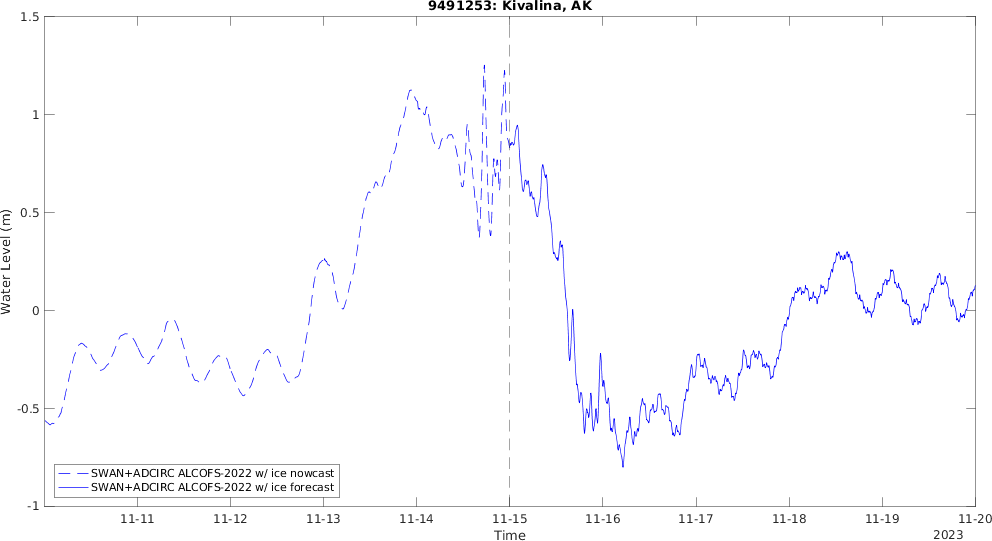 9491253: Kivalina, AK
Water Level (m)
1.5
1
0.5
0
-0.5
-1
SWAN+ADCIRC ALCOFS-2022 w/ ice nowcast
SWAN+ADCIRC ALCOFS-2022 w/ ice forecast
11-11 11-12 11-13 11-14 11-15 11-16 11-17 11-18 11-19 11-20
Time
2023